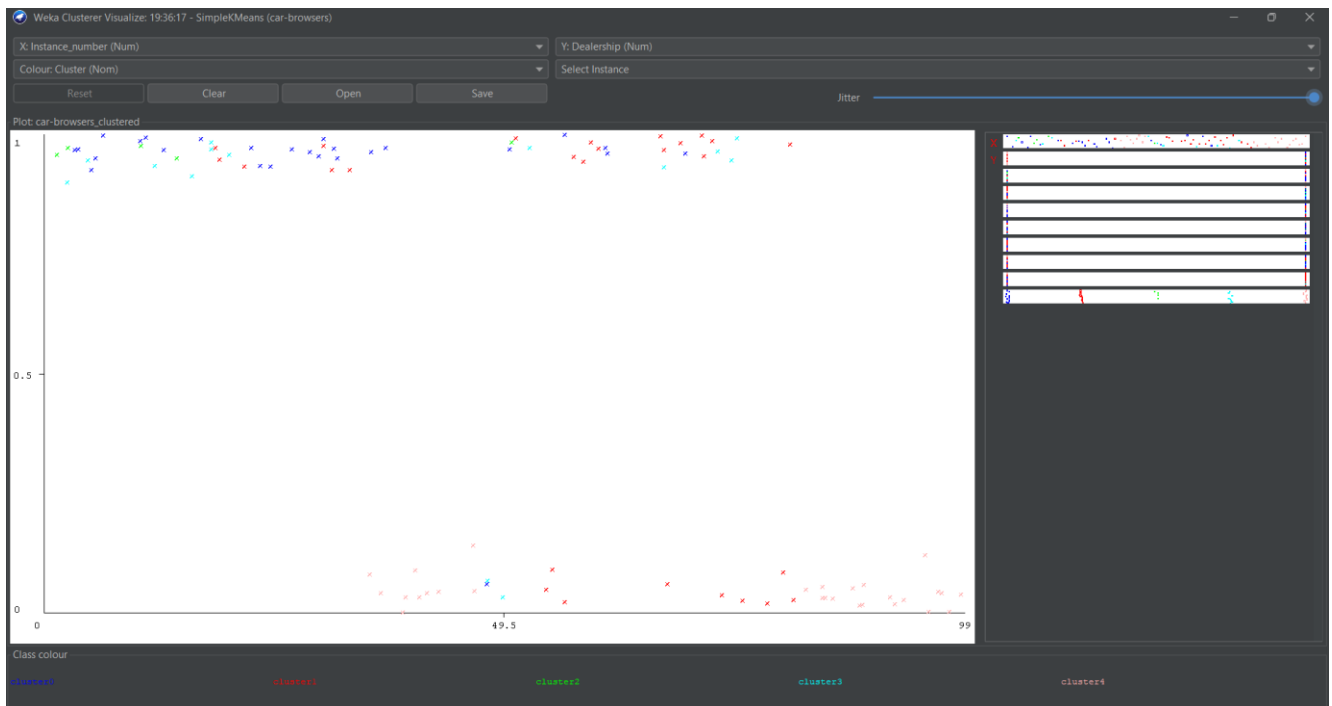 Weka Clusterer Visualize: 19:36:17 - SimpleKMeans (car-browsers)
X: Instance_number (Num) Y: Dealership (Num)
Colour: Cluster (Nom) Select Instance
Reset Clear Open Save Jitter
Plot: car-browsers_clustered
1
0.5
0
0 49.5 99
Class colour
cluster0 cluster1 cluster2 cluster3 cluster4